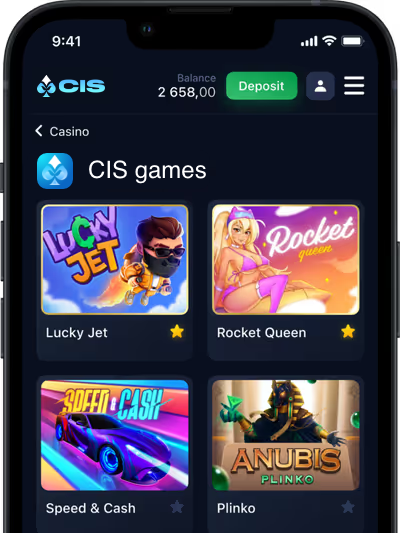 9:41
CIS
Balance
2 658,00
Deposit
Casino
CIS games
LUCKY
JET
Rocket
queen
Lucky Jet
Rocket Queen
SPEED & CASH
ANUBIS
PLINKO
Speed & Cash
Plinko